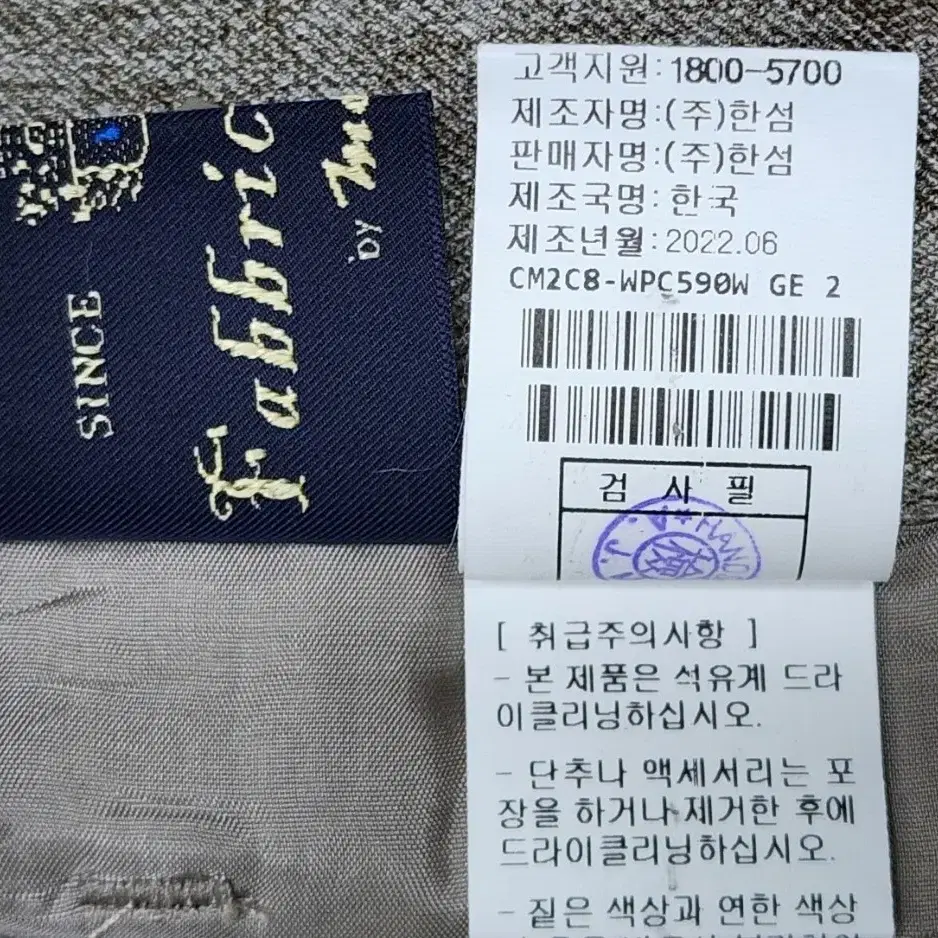 고객지원:1800-5700
제조자명:(주)한섬
판매자명:(주)한섬
제조국명: 한국
제조년월:2022.06
CM2C8-WPC590W GE 2
검 사 필
HAND
[ 취급주의사항 ]
- 본 제품은 석유계 드라
이클리닝하십시오.
- 단추나 액세서리는 포
장을 하거나 제거한 후에
드라이클리닝하십시오.
- 짙은 색상과 연한 색상
Fabbric
BY
SINCE